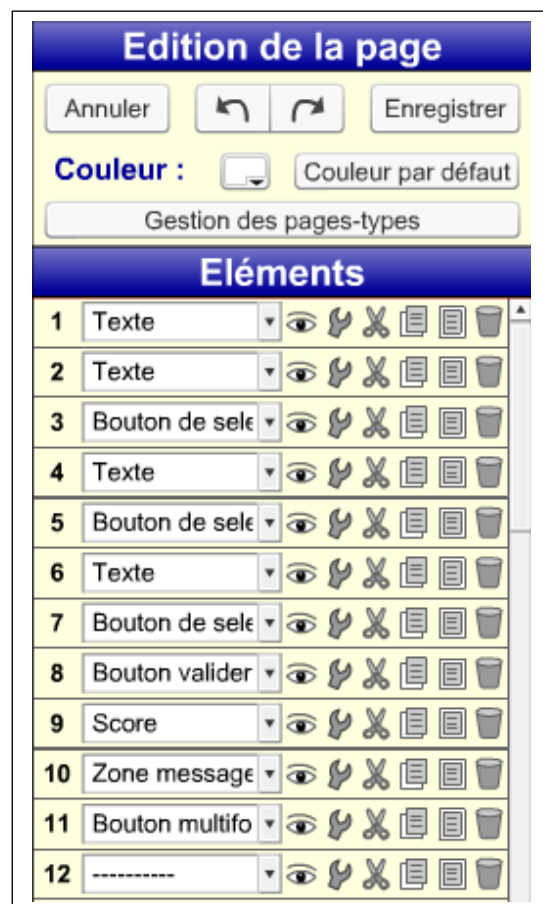 Edition de la page
Annuler Enregistrer
Couleur : Couleur par défaut
Gestion des pages-types
Eléments
1 Texte
2 Texte
3 Bouton de sele
4 Texte
5 Bouton de sele
6 Texte
7 Bouton de sele
8 Bouton valider
9 Score
10 Zone message
11 Bouton multifo
12 ----------